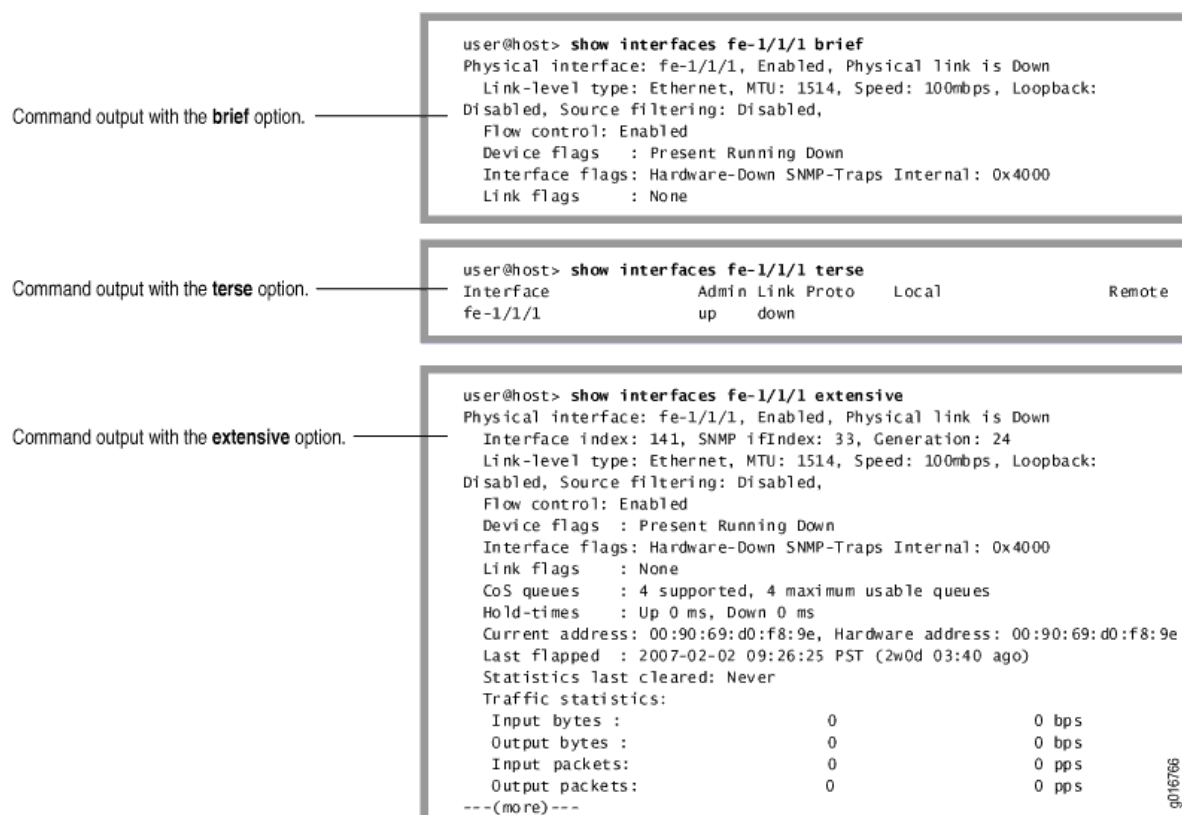 user@host> show interfaces fe-1/1/1 brief
Physical interface: fe-1/1/1, Enabled, Physical link is Down
Link-level type: Ethernet, MTU: 1514, Speed: 100mbps, Loopback:
Command output with the brief option.
Disabled, Source filtering: Disabled,
Flow control: Enabled
Device flags : Present Running Down
Interface flags: Hardware-Down SNMP-Traps Internal: 0x4000
Link flags : None
user@host> show interfaces fe-1/1/1 terse
Command output with the terse option.
Interface Admin Link Proto Local Remote
fe-1/1/1 up down
user@host> show interfaces fe-1/1/1 extensive
Physical interface: fe-1/1/1, Enabled, Physical link is Down
Command output with the extensive option.
Interface index: 141, SNMP ifIndex: 33, Generation: 24
Link-level type: Ethernet, MTU: 1514, Speed: 100mbps, Loopback:
Disabled, Source filtering: Disabled,
Flow control: Enabled
Device flags : Present Running Down
Interface flags: Hardware-Down SNMP-Traps Internal: 0x4000
Link flags : None
CoS queues : 4 supported, 4 maximum usable queues
Hold-times : Up 0 ms, Down 0 ms
Current address: 00:90:69:d0:f8:9e, Hardware address: 00:90:69:d0:f8:9e
Last flapped : 2007-02-02 09:26:25 PST (2w0d 03:40 ago)
Statistics last cleared: Never
Traffic statistics:
Input bytes : 0 0 bps
Output bytes : 0 0 bps
Input packets: 0 0 pps
Output packets: 0 0 pps
---(more)---
g016766